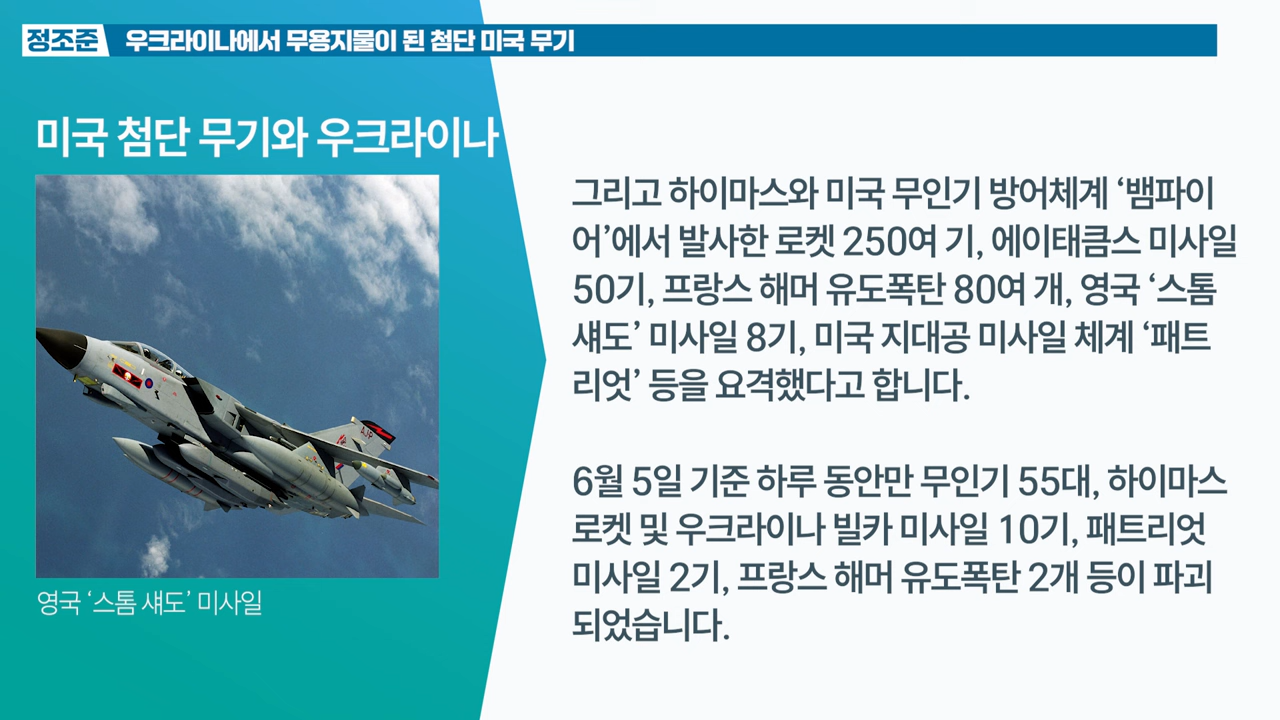 정조준 우크라이나에서 무용지물이 된 첨단 미국 무기
미국 첨단 무기와 우크라이나
영국 ‘스톰 섀도’ 미사일
그리고 하이마스와 미국 무인기 방어체계 ‘뱀파이
어’에서 발사한 로켓 250여 기, 에이태큼스 미사일
50기, 프랑스 해머 유도폭탄 80여 개, 영국 ‘스톰
섀도’ 미사일 8기, 미국 지대공 미사일 체계 ‘패트
리엇’ 등을 요격했다고 합니다.
6월 5일 기준 하루 동안만 무인기 55대, 하이마스
로켓 및 우크라이나 빌카 미사일 10기, 패트리엇
미사일 2기, 프랑스 해머 유도폭탄 2개 등이 파괴
되었습니다.